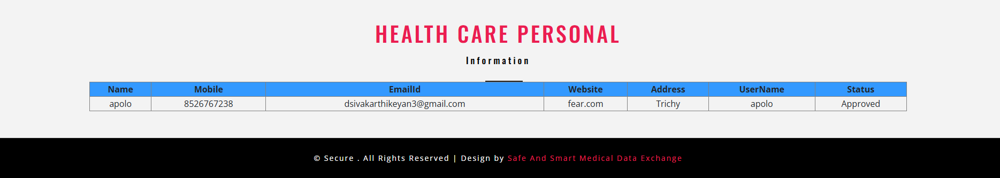 HEALTH CARE PERSONAL
Information
Name Mobile EmailId Website Address UserName Status
apolo 8526767238 dsivakarthikeyan3@gmail.com fear.com Trichy apolo Approved
© Secure . All Rights Reserved | Design by Safe And Smart Medical Data Exchange